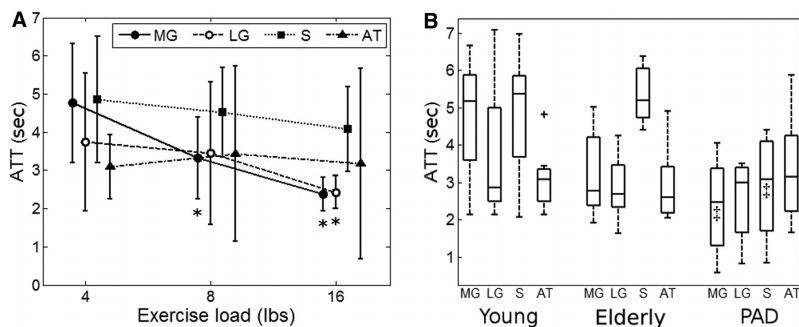 A
MG LG S AT
ATT (sec)
7
6
5
4
3
2
1
0
*
* *
4 8 16
Exercise load (lbs)
B
ATT (sec)
7
6
5
4
3
2
1
0
+
‡ ‡
MG LG S AT MG LG S AT MG LG S AT
Young Elderly PAD